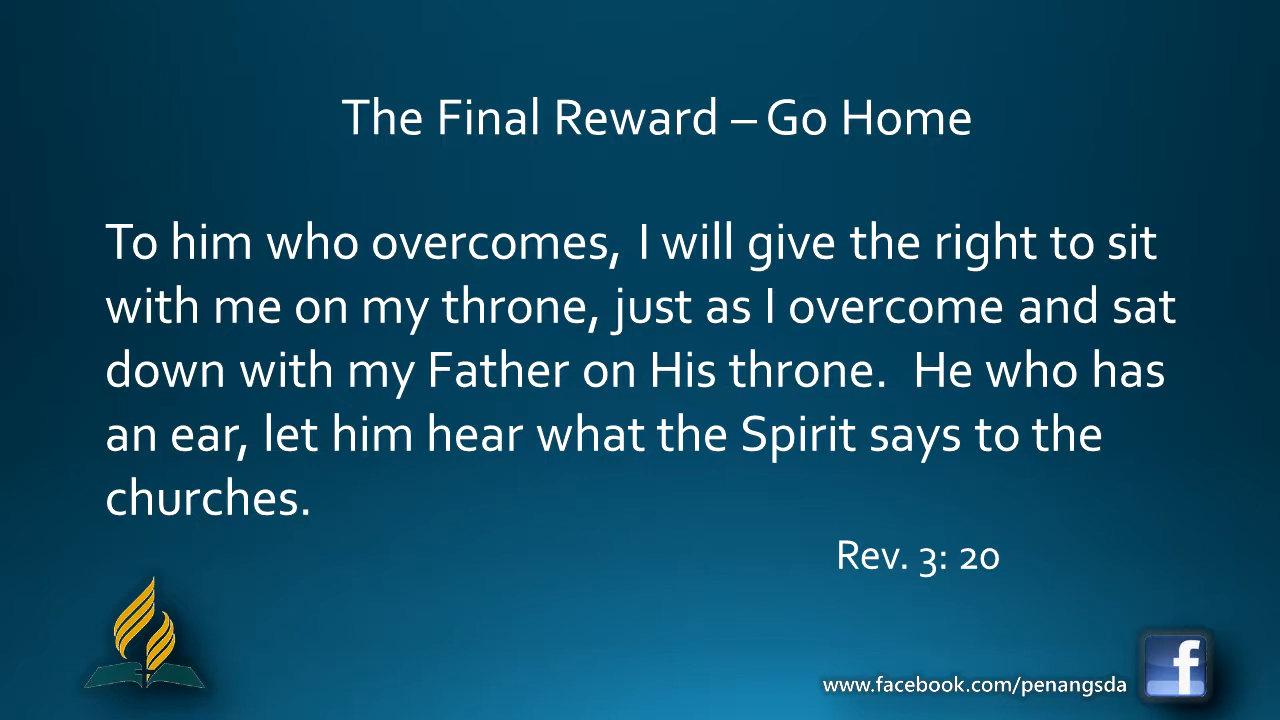 The Final Reward – Go Home
To him who overcomes, I will give the right to sit
with me on my throne, just as I overcome and sat
down with my Father on His throne.  He who has
an ear, let him hear what the Spirit says to the
churches.
Rev. 3: 20
www.facebook.com/penangsda
f